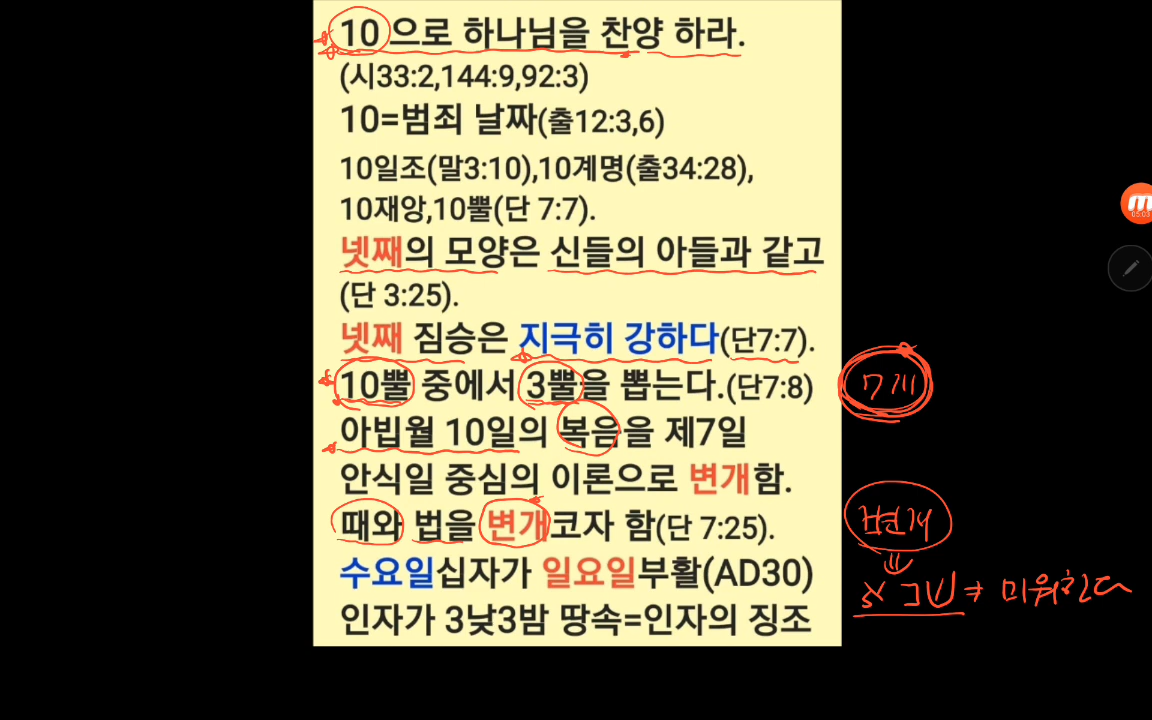 10 으로 하나님을 찬양 하라.
(시33:2,144:9,92:3)
10=범죄 날짜(출12:3,6)
10일조(말3:10),10계명(출34:28),
10재앙,10뿔(단 7:7).
넷째의 모양은 신들의 아들과 같고
(단 3:25).
넷째 짐승은 지극히 강하다(단7:7).
10뿔 중에서 3뿔을 뽑는다.(단7:8)
7개
아빕월 10일의 복음을 제7일
안식일 중심의 이론으로 변개함.
때와 법을 변개코자 함(단 7:25).
변개
수요일십자가 일요일부활(AD30)
⇒ 미워한다
인자가 3낮3밤 땅속=인자의 징조
05:03